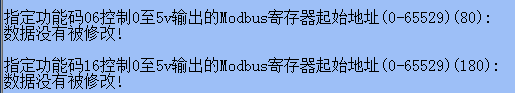 指定功能码06控制0至5v输出的Modbus寄存器起始地址(0-65529)(80):
数据没有被修改!
指定功能码16控制0至5v输出的Modbus寄存器起始地址(0-65529)(180):
数据没有被修改!